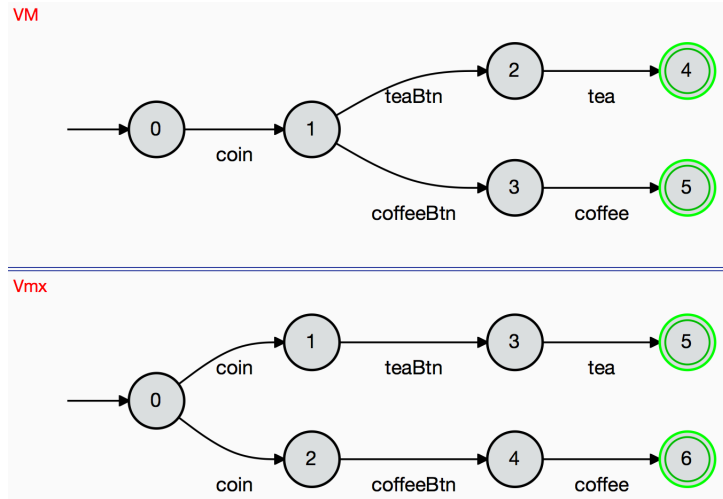 VM
2 4
teaBtn tea
0 1
coin
3 5
coffeeBtn coffee
Vmx
1 3 5
coin teaBtn tea
0
2 4 6
coin coffeeBtn coffee